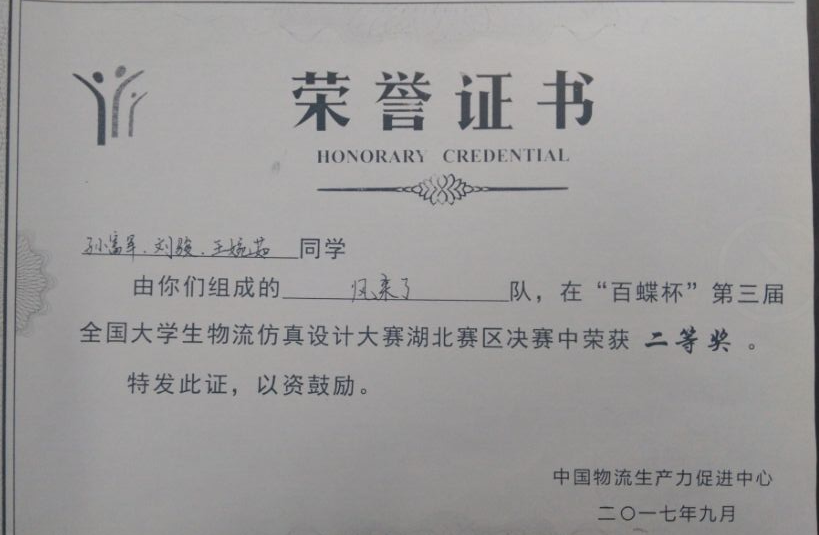 荣誉证书
HONORARY CREDENTIAL
孙富军、刘骏、王婉茹同学
由你们组成的风来了队，在“百蝶杯”第三届
全国大学生物流仿真设计大赛湖北赛区决赛中荣获 二等奖 。
特发此证，以资鼓励。
中国物流生产力促进中心
二〇一七年九月